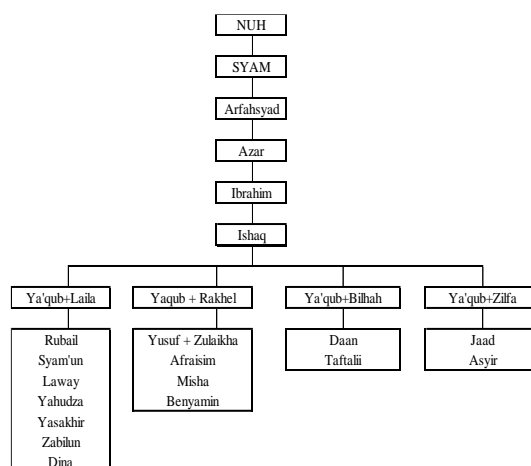 NUH
SYAM
Arfahsyad
Azar
Ibrahim
Ishaq
Ya'qub+Laila
Yaqub + Rakhel
Ya'qub+Bilhah
Ya'qub+Zilfa
Rubail
Syam'un
Laway
Yahudza
Yasakhir
Zabilun
Dina
Yusuf + Zulaikha
Afraisim
Misha
Benyamin
Daan
Taftalii
Jaad
Asyir